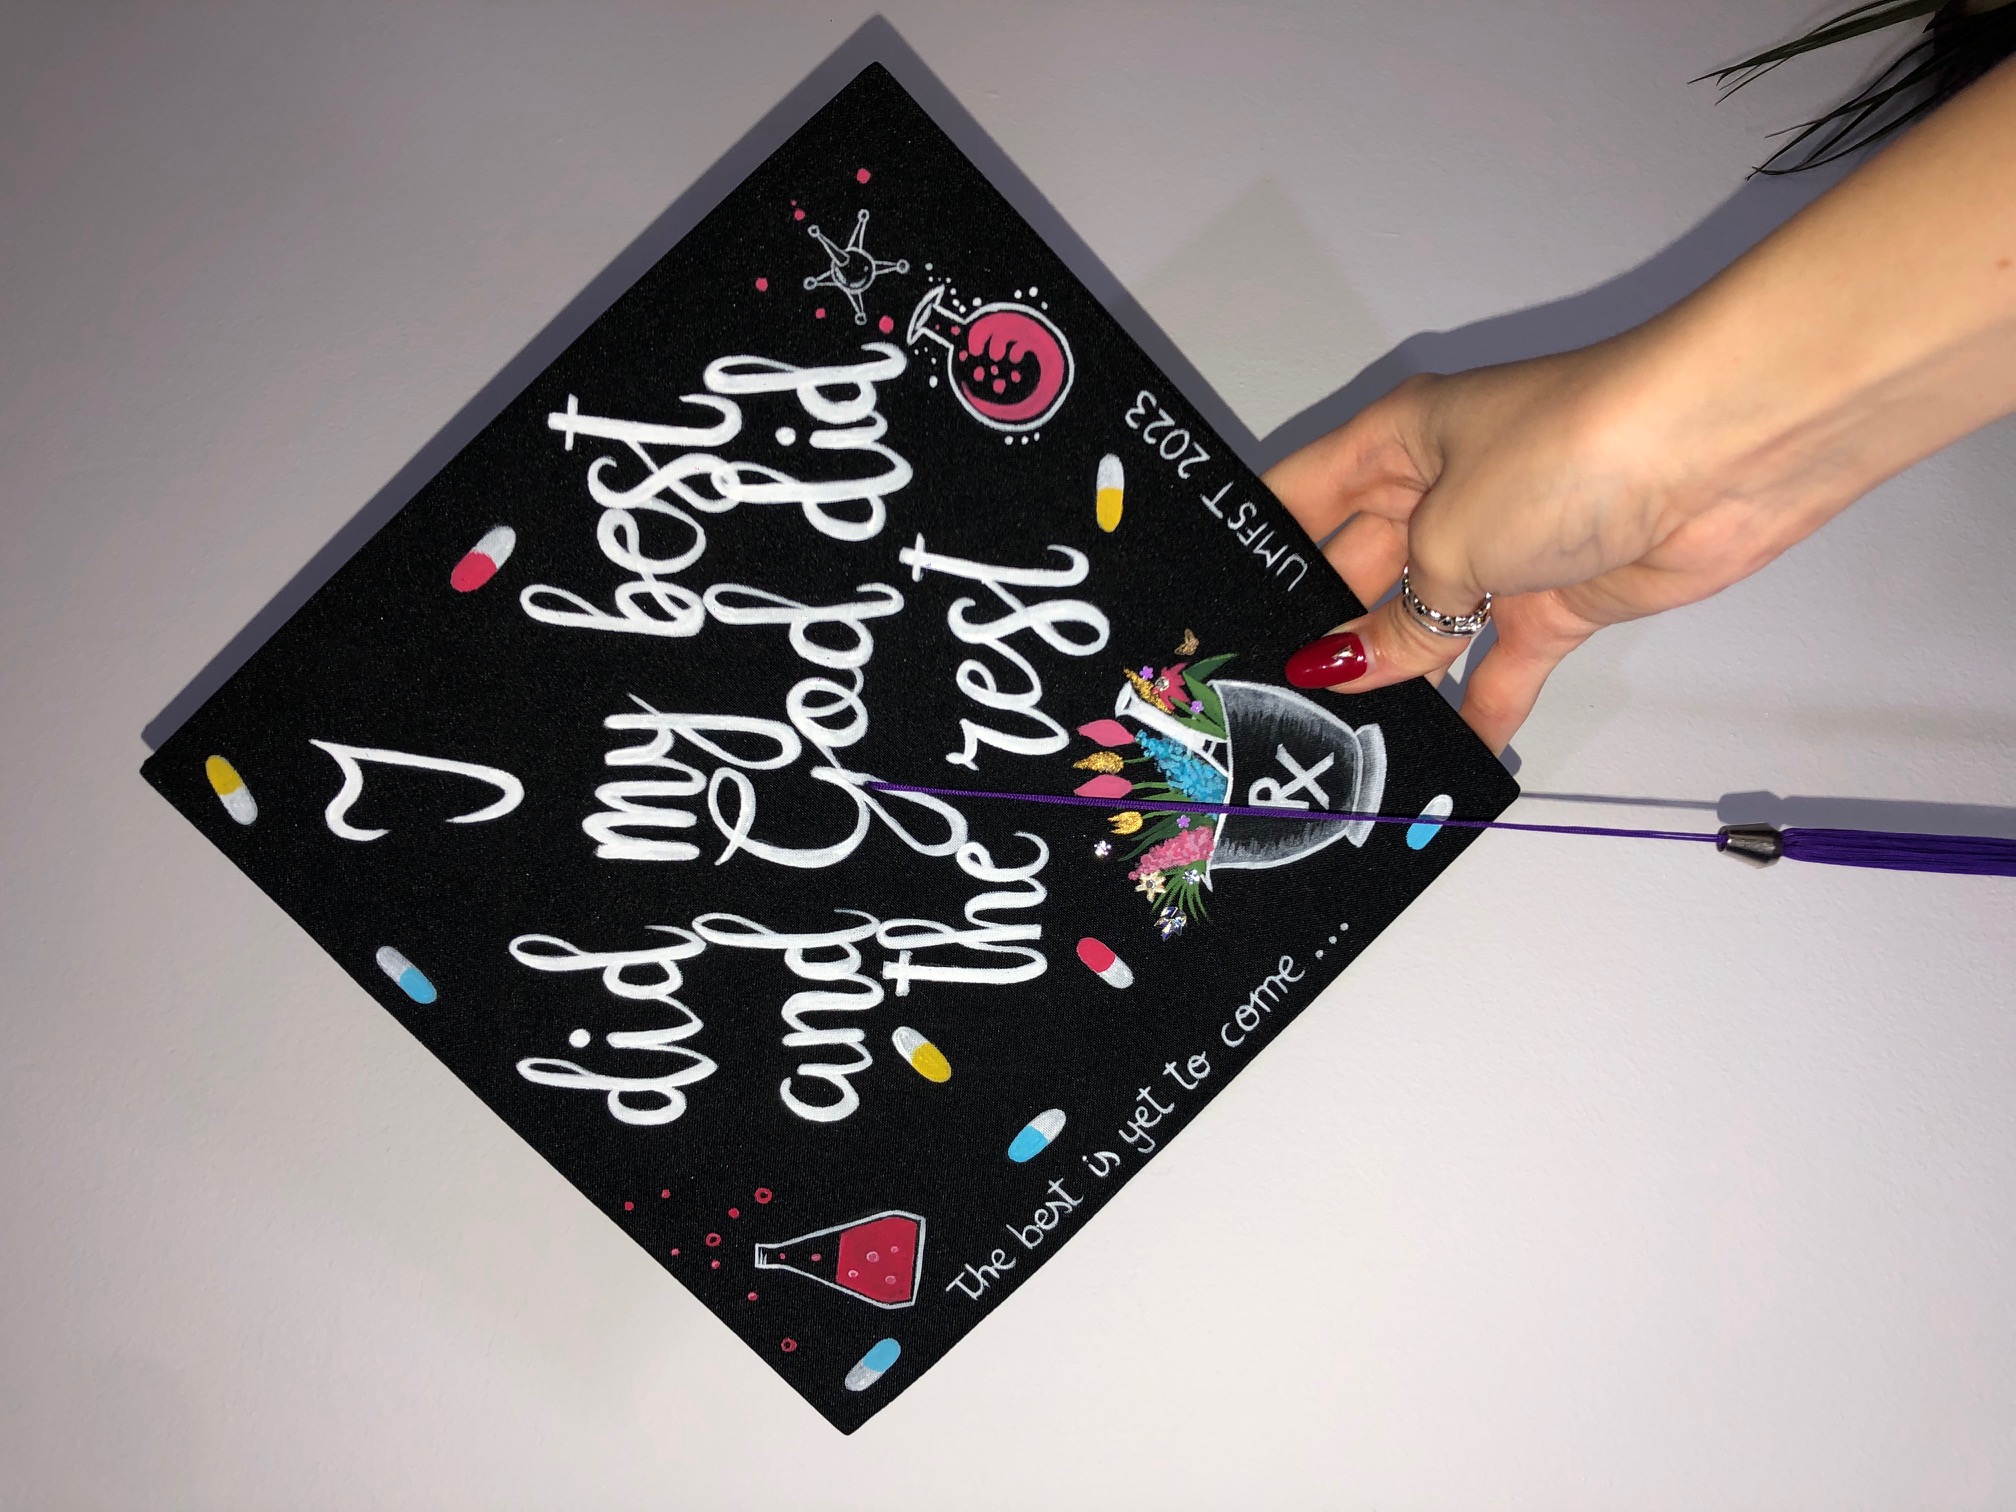 I
did my best
and God did
the rest
The best is yet to come...
UMFST 2023
RX